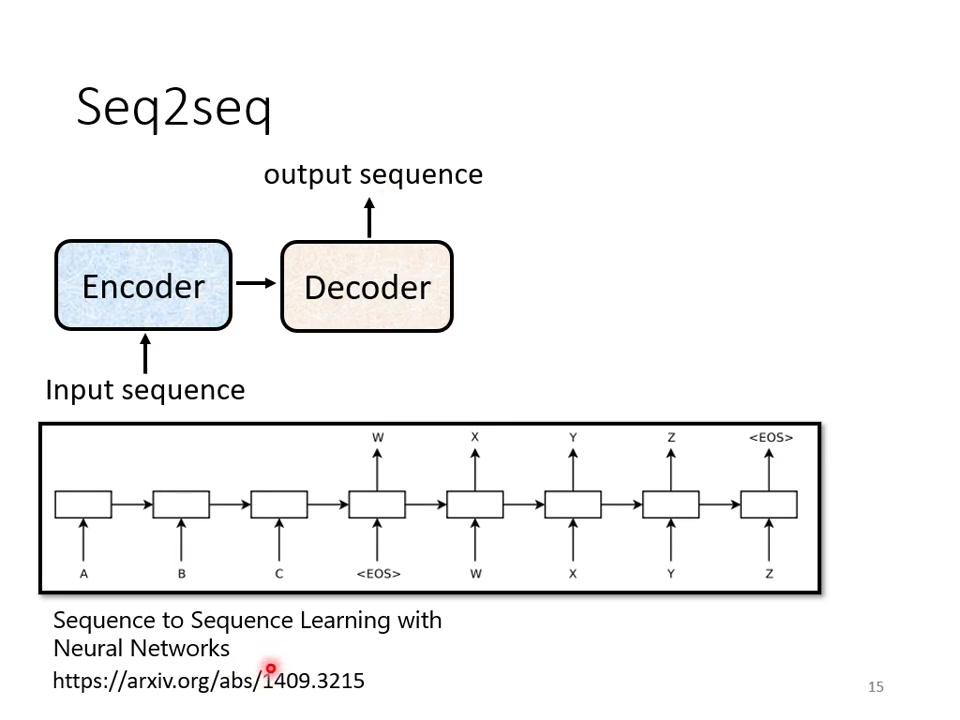 Seq2seq
output sequence
Encoder
Decoder
Input sequence
W X Y Z <EOS>
A B C <EOS> W X Y Z
Sequence to Sequence Learning with
Neural Networks
https://arxiv.org/abs/1409.3215
15